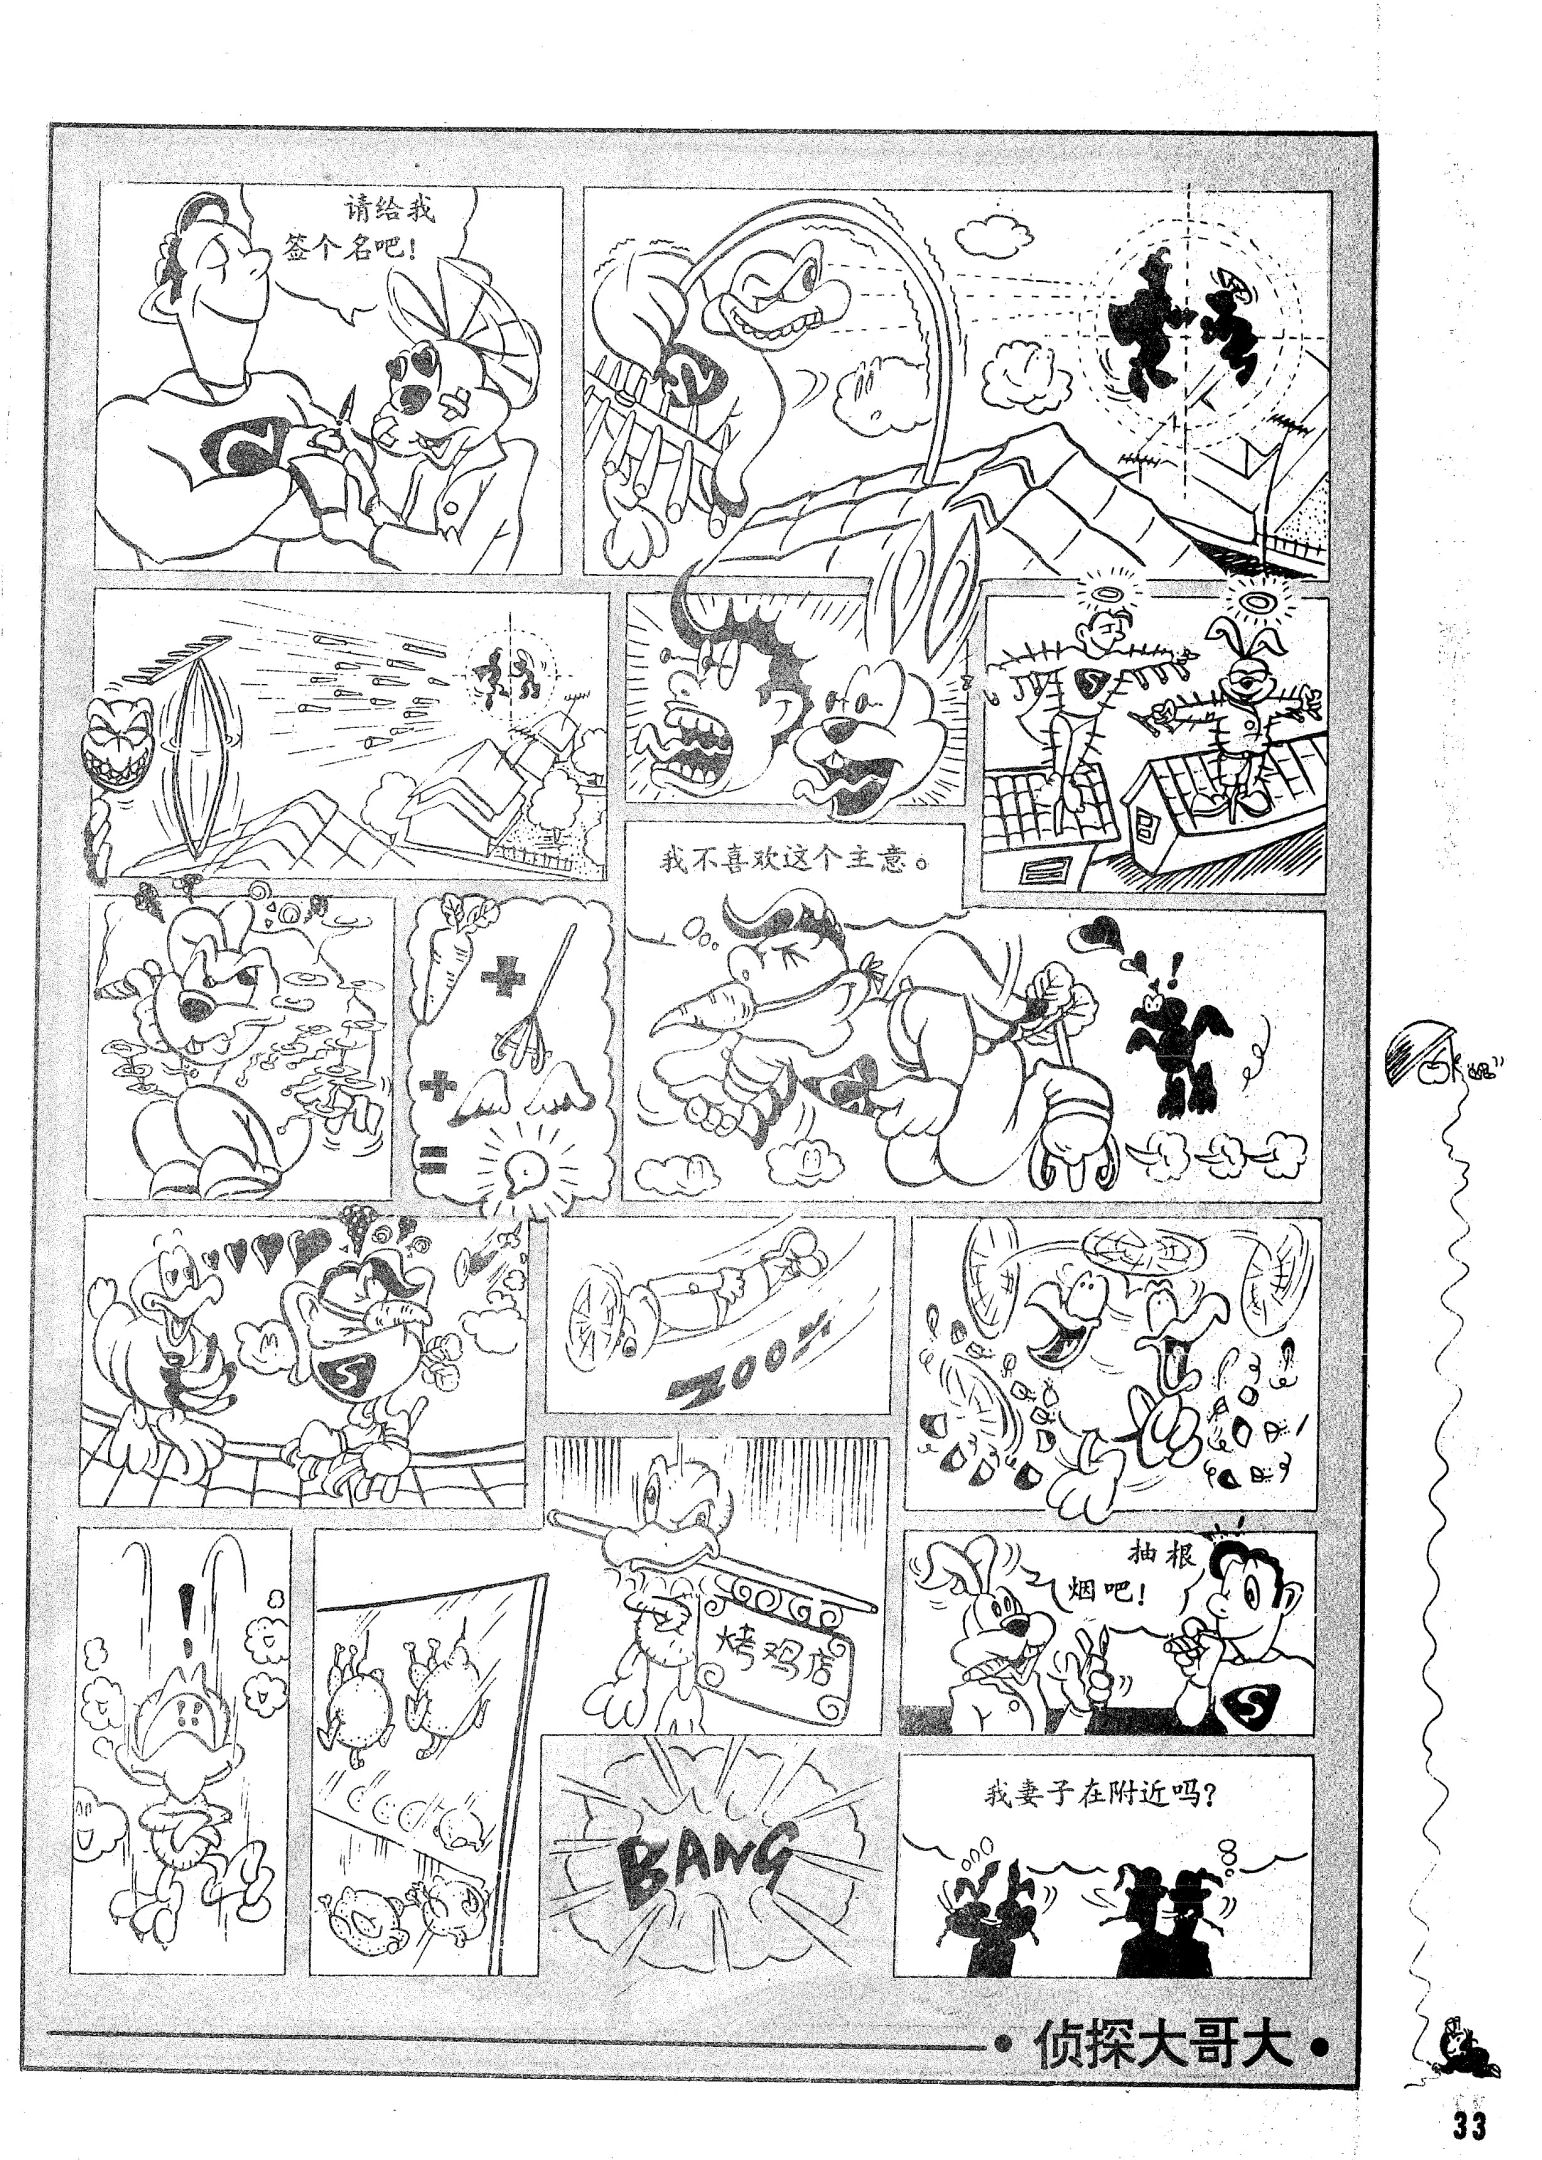 请给我
签个名吧！
我不喜欢这个主意。
ZOOM
烤鸡店
抽根
烟吧！
BANG
我妻子在附近吗？
·侦探大哥大·
33